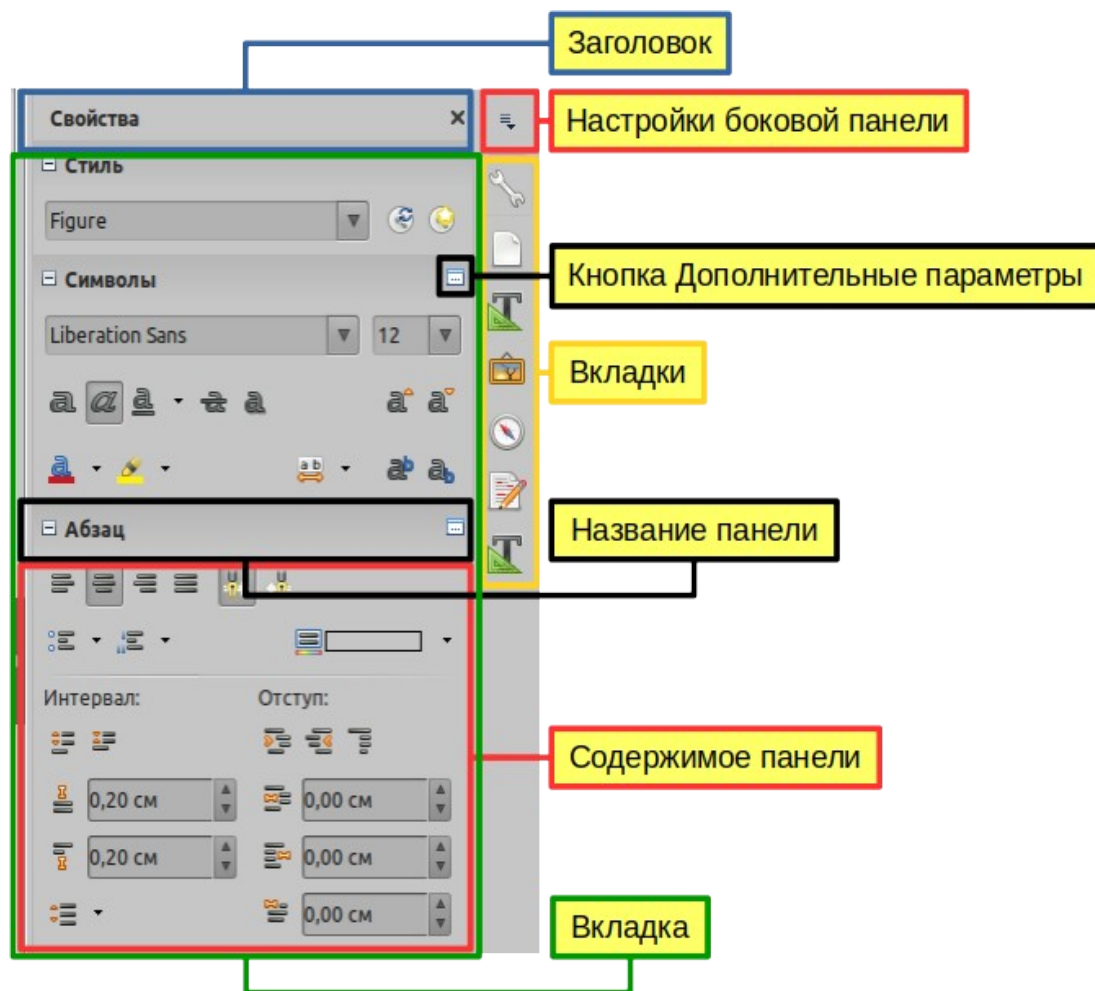 Заголовок
Свойства
Настройки боковой панели
Стиль
Figure
Символы
Кнопка Дополнительные параметры
Liberation Sans 12
Вкладки
a a a a a a a
a a b a b a b
Абзац
Название панели
Интервал: Отступ:
Содержимое панели
0,20 см 0,00 см
0,20 см 0,00 см
0,00 см
Вкладка